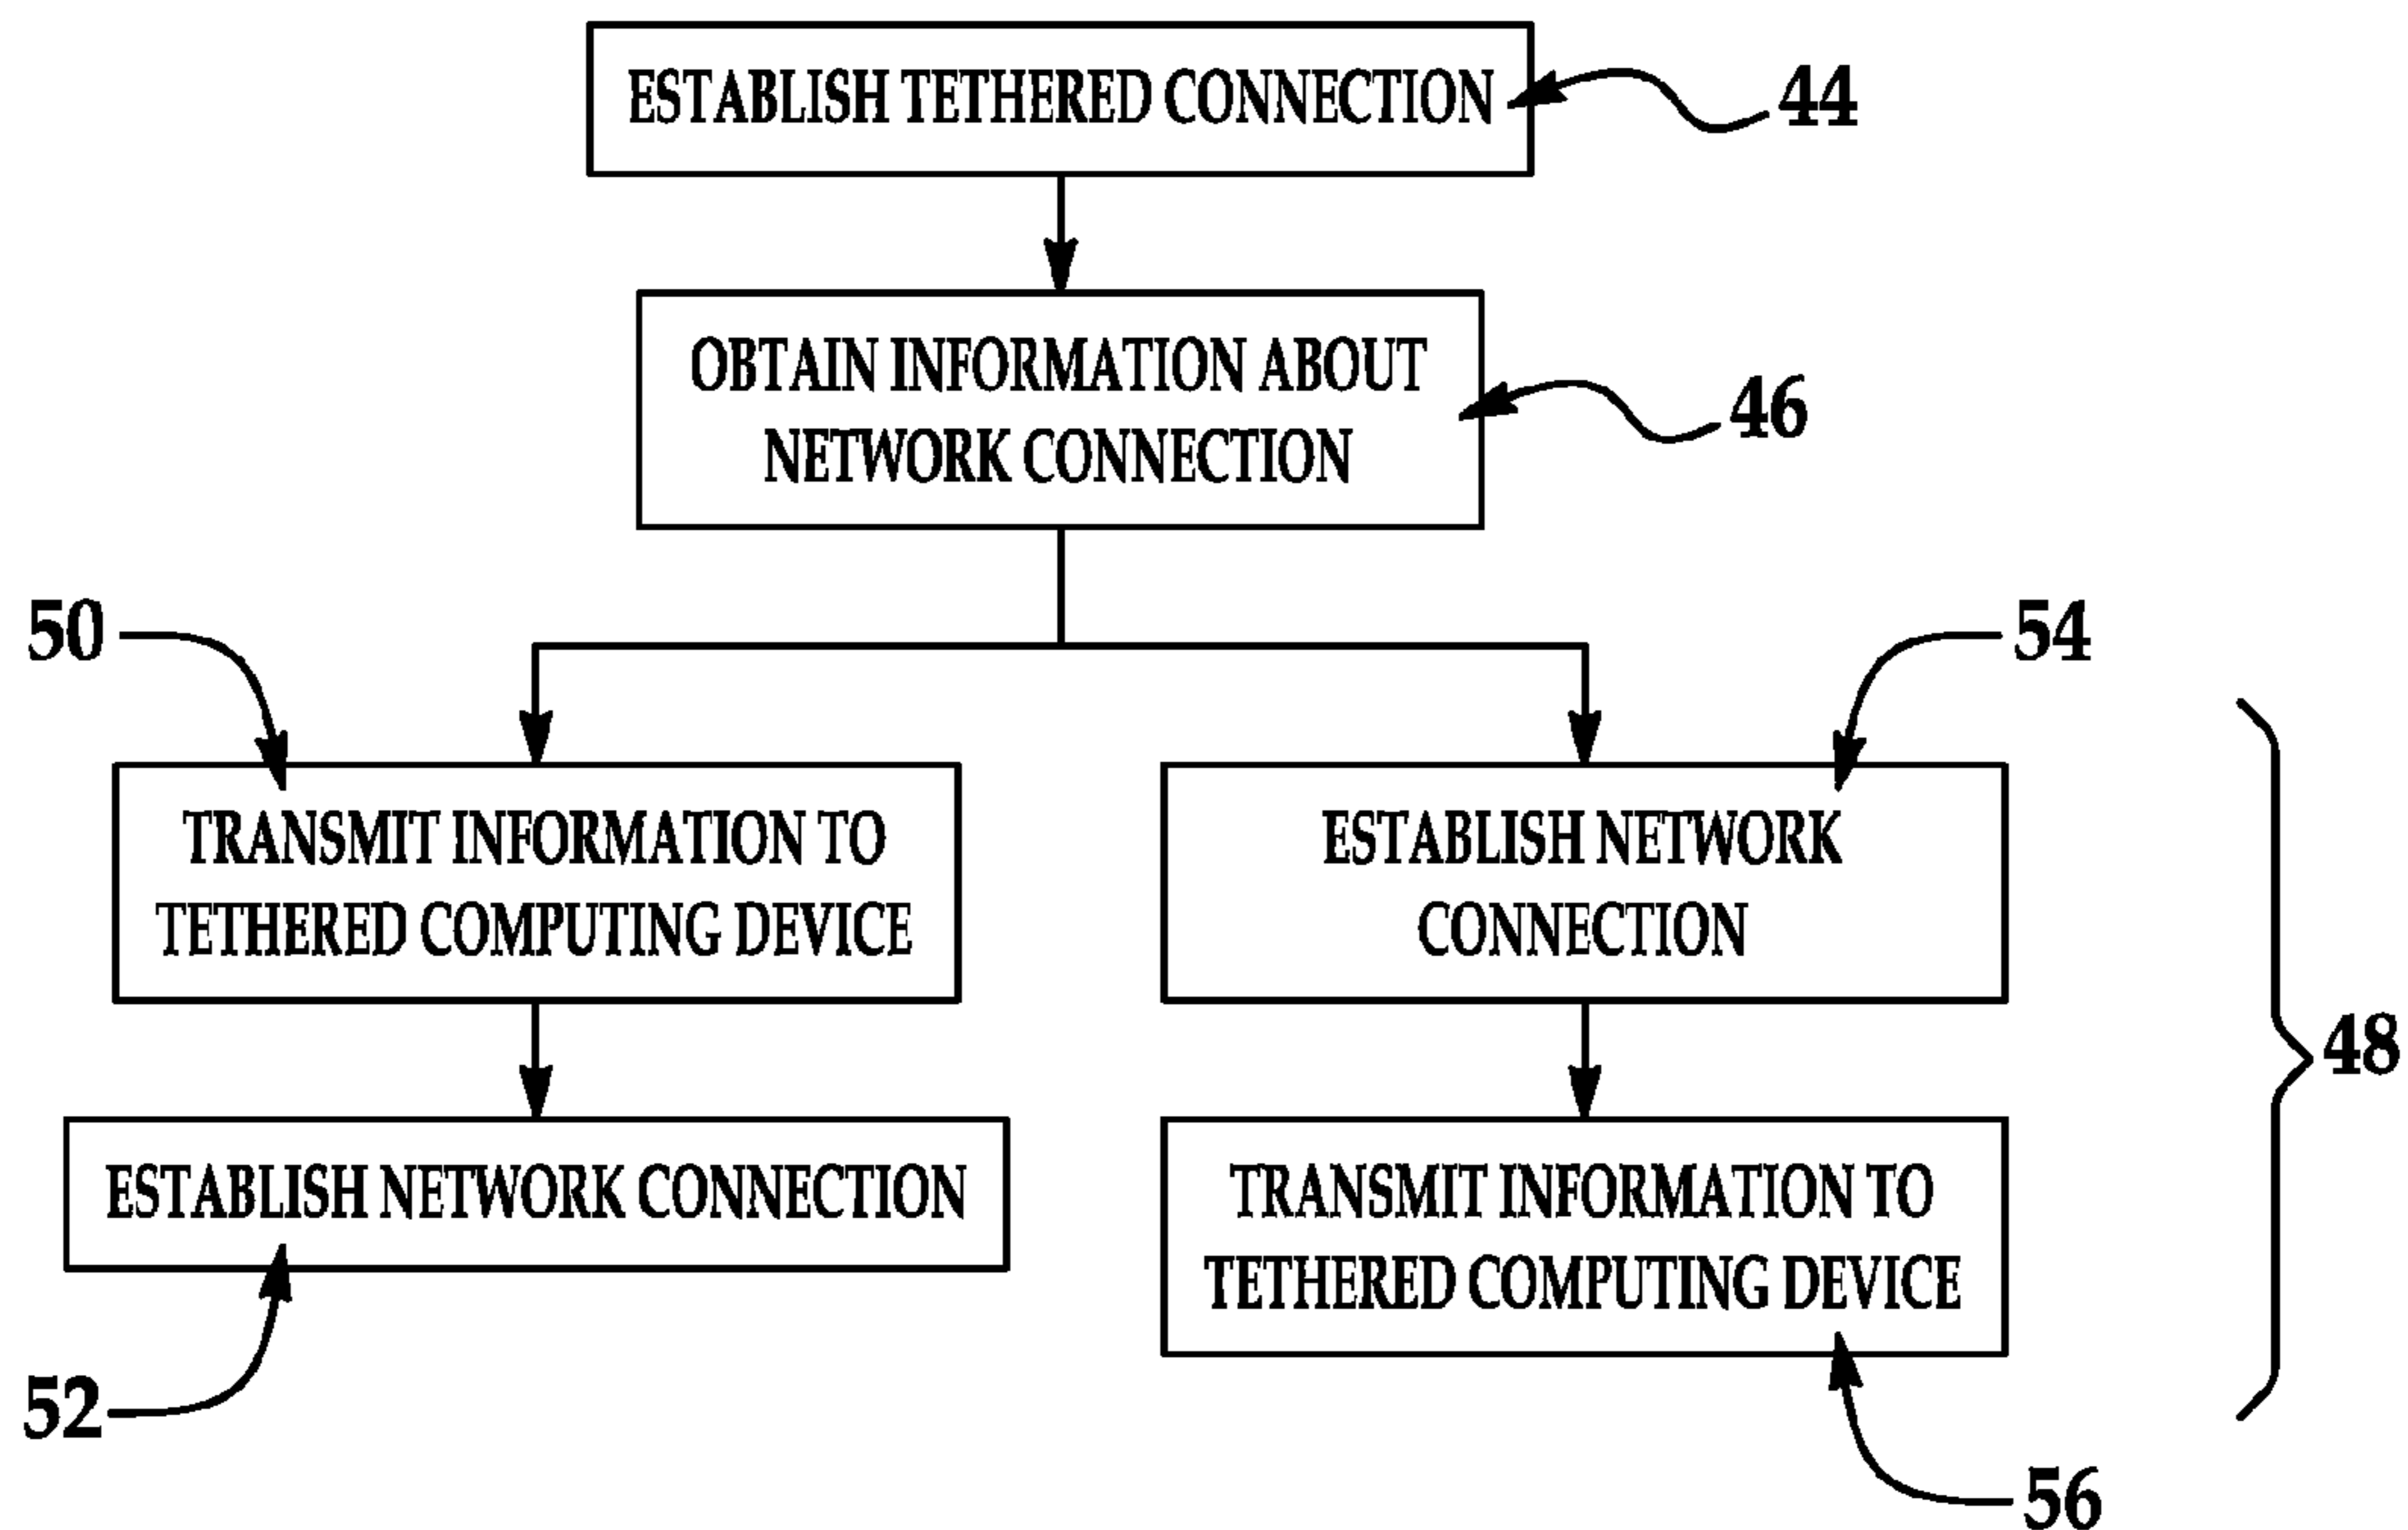 ESTABLISH TETHERED CONNECTION
44
OBTAIN INFORMATION ABOUT
NETWORK CONNECTION
46
50
54
TRANSMIT INFORMATION TO
TETHERED COMPUTING DEVICE
ESTABLISH NETWORK
CONNECTION
48
ESTABLISH NETWORK CONNECTION
TRANSMIT INFORMATION TO
TETHERED COMPUTING DEVICE
52
56